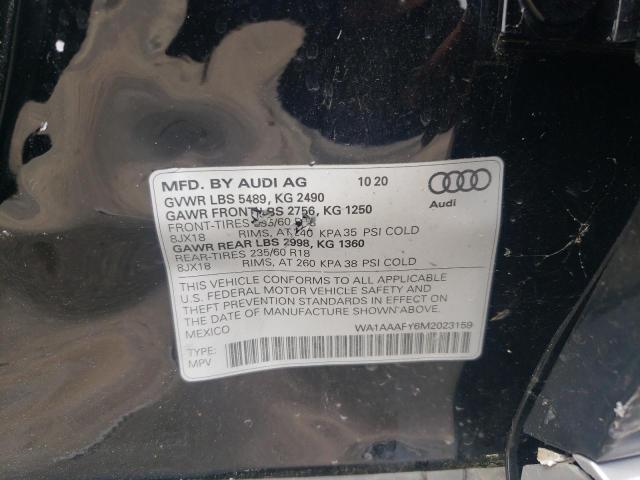 MFD. BY AUDI AG 10 20
GVWR LBS 5489, KG 2490
GAWR FRONT LBS 2756, KG 1250
FRONT-TIRES 235/60 R18
8JX18 RIMS, AT 240 KPA 35 PSI COLD
GAWR REAR LBS 2998, KG 1360
REAR-TIRES 235/60 R18
8JX18 RIMS, AT 260 KPA 38 PSI COLD
Audi
THIS VEHICLE CONFORMS TO ALL APPLICABLE
U.S. FEDERAL MOTOR VEHICLE SAFETY AND
THEFT PREVENTION STANDARDS IN EFFECT ON
THE DATE OF MANUFACTURE SHOWN ABOVE.
MEXICO WA1AAAFY6M2023159
TYPE:
MPV